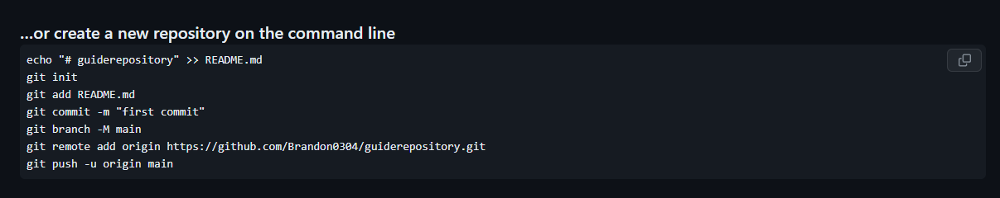 ...or create a new repository on the command line
echo "# guiderepository" >> README.md
git init
git add README.md
git commit -m "first commit"
git branch -M main
git remote add origin https://github.com/Brandon0304/guiderepository.git
git push -u origin main